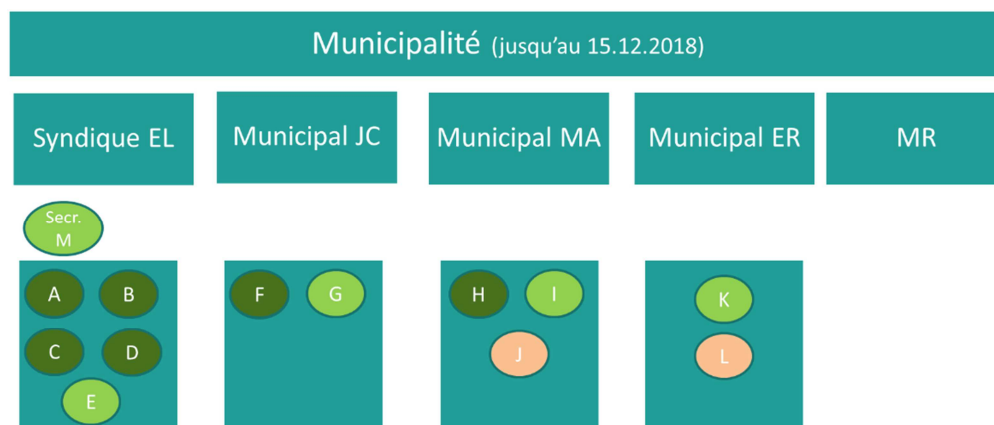 Municipalité (jusqu'au 15.12.2018)
Syndique EL
Municipal JC
Municipal MA
Municipal ER
MR
Secr.
M
A
B
F
G
H
I
K
C
D
J
L
E